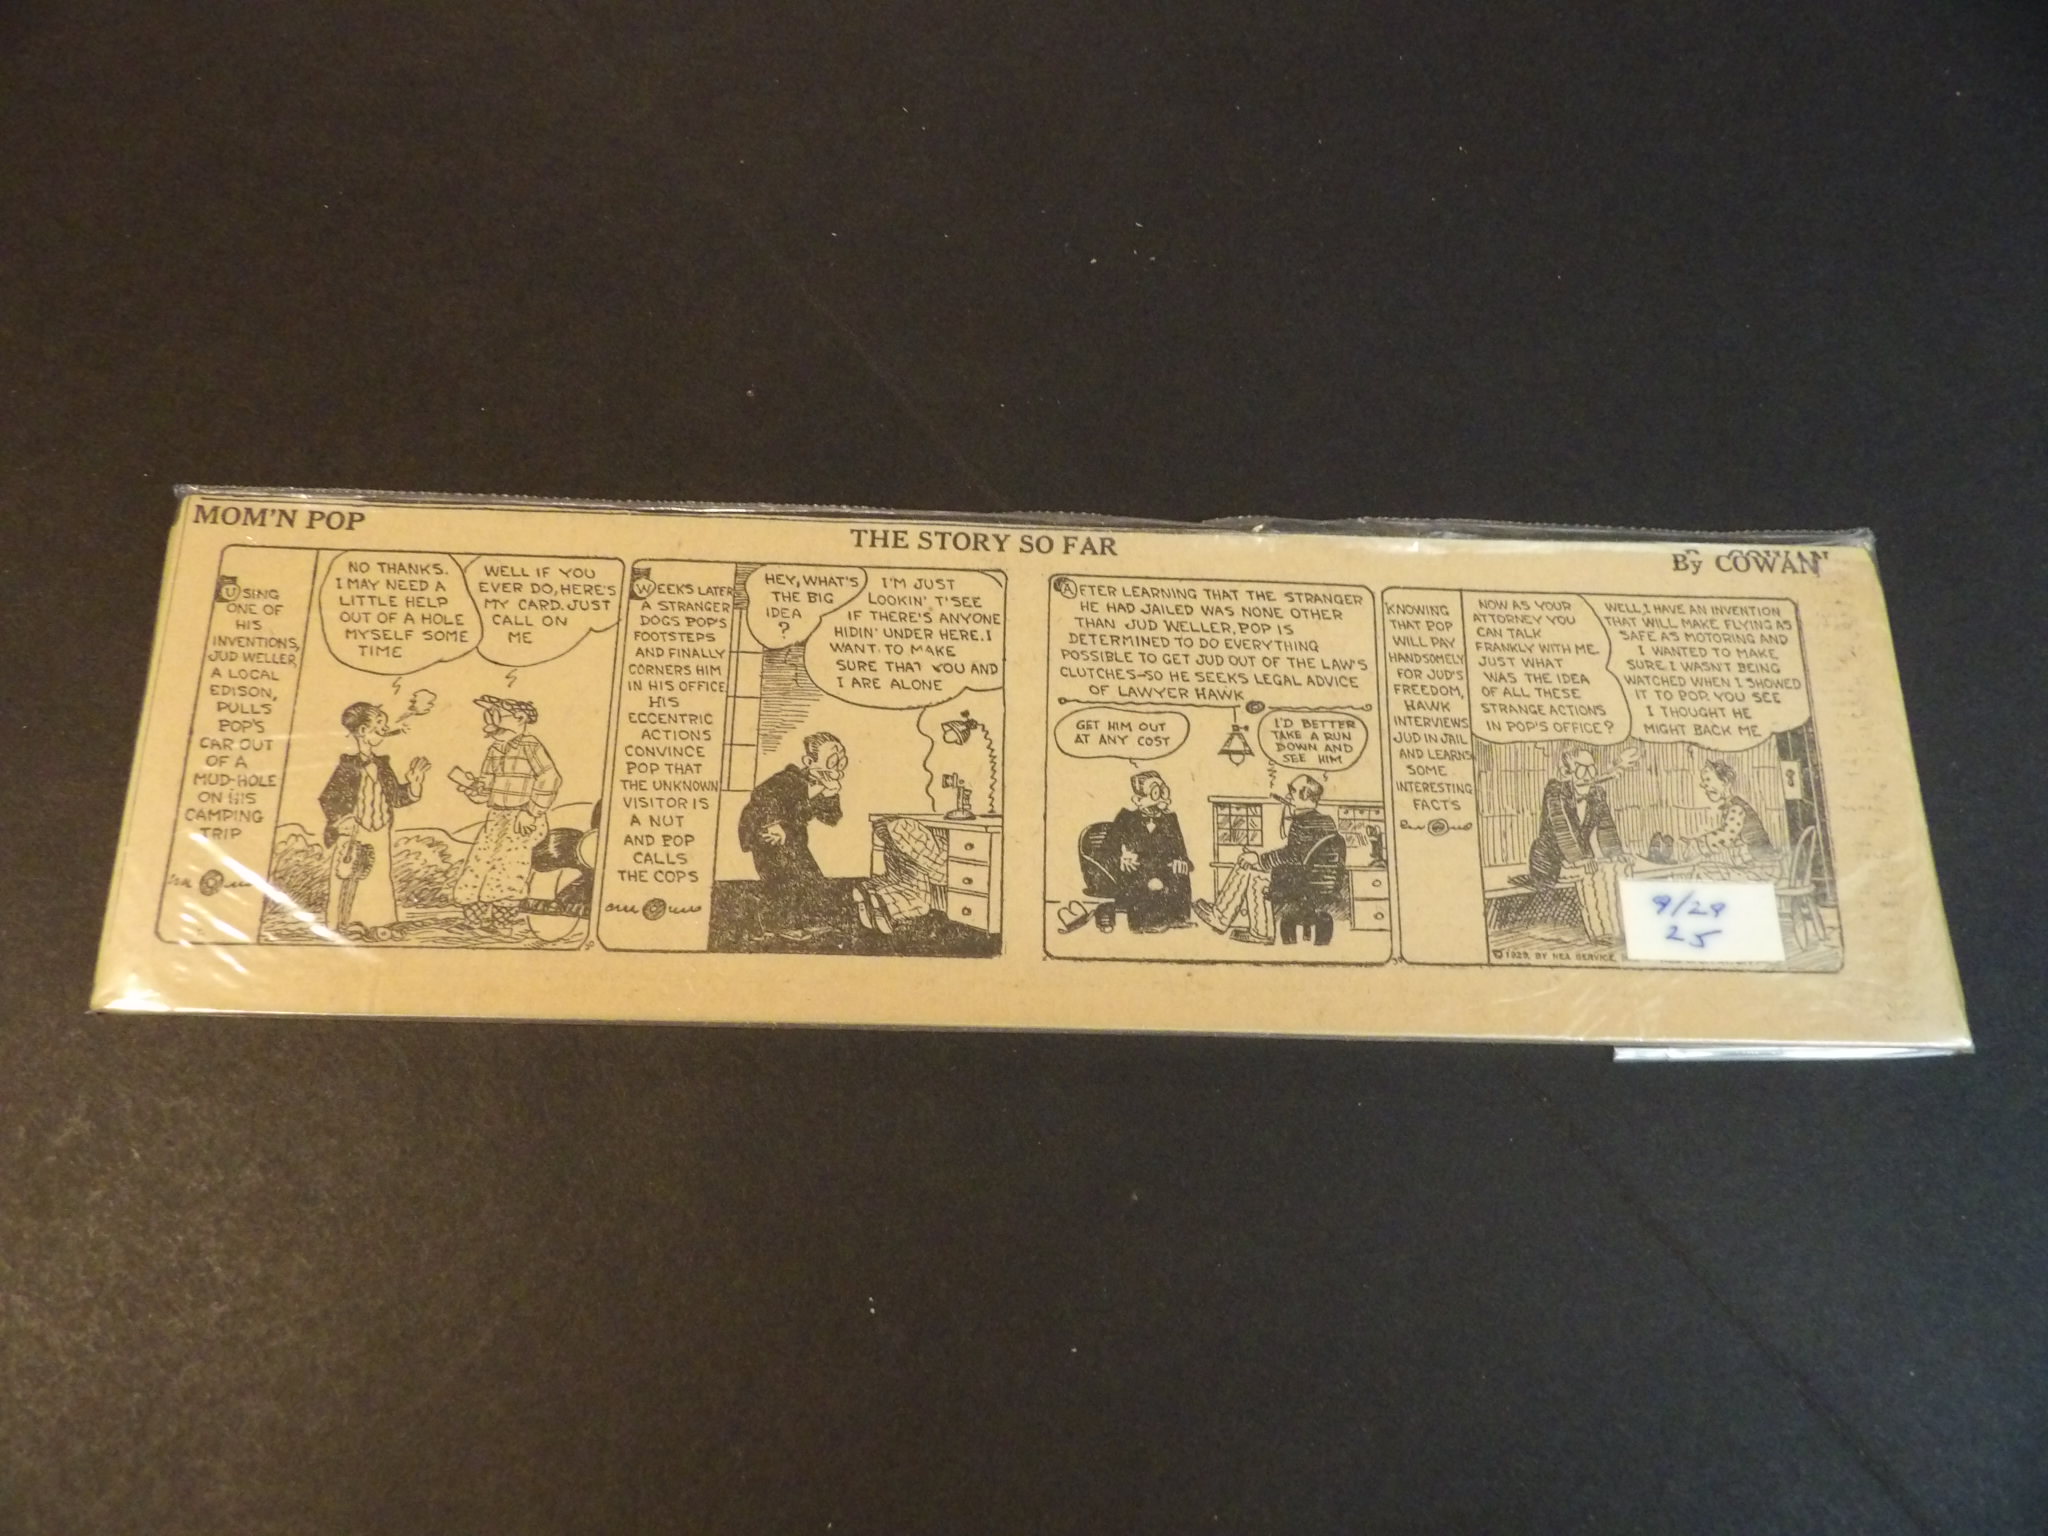 MOM'N POP
THE STORY SO FAR
By COWAN
USING
ONE OF
HIS
INVENTIONS,
JUD WELLER,
A LOCAL
EDISON,
PULLS
POP'S
CAR OUT
OF A
MUD-HOLE
ON HIS
CAMPING
TRIP
NO THANKS.
I MAY NEED A
LITTLE HELP
OUT OF A HOLE
MYSELF SOME
TIME
WELL IF YOU
EVER DO, HERE'S
MY CARD. JUST
CALL ON
ME
WEEKS LATER
A STRANGER
DOGS POP'S
FOOTSTEPS
AND FINALLY
CORNERS HIM
IN HIS OFFICE
HIS
ECCENTRIC
ACTIONS
CONVINCE
POP THAT
THE UNKNOWN
VISITOR IS
A NUT
AND POP
CALLS
THE COPS
HEY, WHAT'S
THE BIG
IDEA
?
I'M JUST
LOOKIN' T'SEE
IF THERE'S ANYONE
HIDIN' UNDER HERE. I
WANT TO MAKE
SURE THAT YOU AND
I ARE ALONE
AFTER LEARNING THAT THE STRANGER
HE HAD JAILED WAS NONE OTHER
THAN JUD WELLER, POP IS
DETERMINED TO DO EVERYTHING
POSSIBLE TO GET JUD OUT OF THE LAW'S
CLUTCHES—SO HE SEEKS LEGAL ADVICE
OF LAWYER HAWK
GET HIM OUT
AT ANY COST
I'D BETTER
TAKE A RUN
DOWN AND
SEE HIM
KNOWING
THAT POP
WILL PAY
HANDSOMELY
FOR JUD'S
FREEDOM,
HAWK
INTERVIEWS
JUD IN JAIL
AND LEARNS
SOME
INTERESTING
FACTS
NOW AS YOUR
ATTORNEY YOU
CAN TALK
FRANKLY WITH ME.
JUST WHAT
WAS THE IDEA
OF ALL THESE
STRANGE ACTIONS
IN POP'S OFFICE?
WELL, I HAVE AN INVENTION
THAT WILL MAKE FLYING AS
SAFE AS MOTORING AND
I WANTED TO MAKE
SURE I WASN'T BEING
WATCHED WHEN I SHOWED
IT TO POP. YOU SEE
I THOUGHT HE
MIGHT BACK ME
9/29
25
©1929, BY NEA SERVICE,